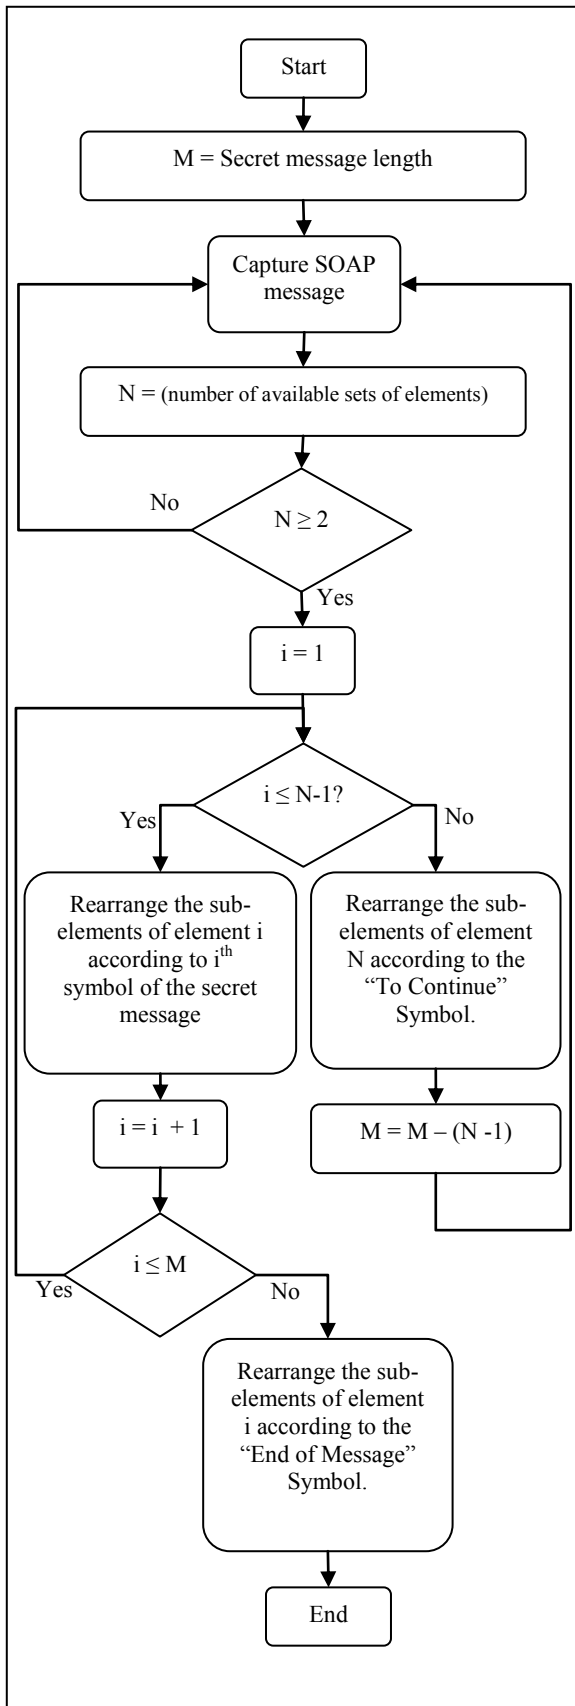 Start
M = Secret message length
Capture SOAP
message
N = (number of available sets of elements)
No
N ≥ 2
Yes
i = 1
i ≤ N-1?
Yes
No
Rearrange the sub-
elements of element i
according to iᵗʰ
symbol of the secret
message
Rearrange the sub-
elements of element
N according to the
“To Continue”
Symbol.
i = i + 1
M = M – (N -1)
i ≤ M
Yes
No
Rearrange the sub-
elements of element
i according to the
“End of Message”
Symbol.
End